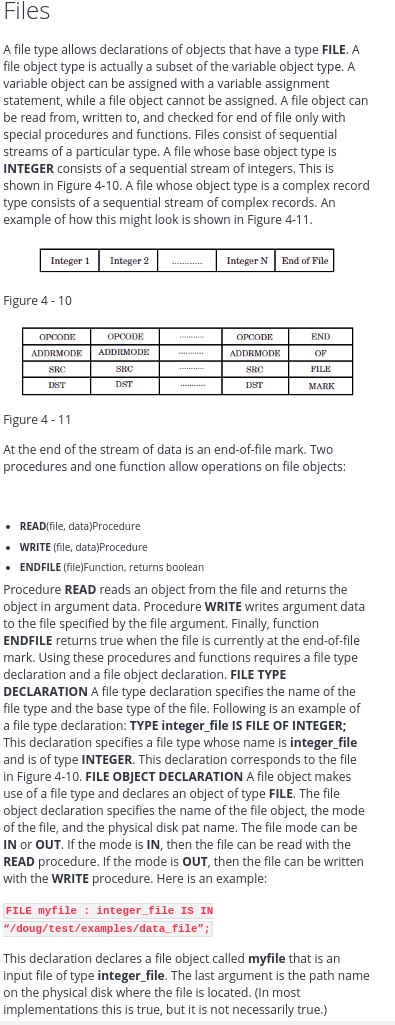 Files
A file type allows declarations of objects that have a type FILE. A
file object type is actually a subset of the variable object type. A
variable object can be assigned with a variable assignment
statement, while a file object cannot be assigned. A file object can
be read from, written to, and checked for end of file only with
special procedures and functions. Files consist of sequential
streams of a particular type. A file whose base object type is
INTEGER consists of a sequential stream of integers. This is
shown in Figure 4-10. A file whose object type is a complex record
type consists of a sequential stream of complex records. An
example of how this might look is shown in Figure 4-11.
Integer 1 Integer 2 ............ Integer N End of File
Figure 4 - 10
OPCODE OPCODE ........... OPCODE END
ADDRMODE ADDRMODE ........... ADDRMODE OF
SRC SRC ........... SRC FILE
DST DST ........... DST MARK
Figure 4 - 11
At the end of the stream of data is an end-of-file mark. Two
procedures and one function allow operations on file objects:
• READ(file, data)Procedure
• WRITE (file, data)Procedure
• ENDFILE (file)Function, returns boolean
Procedure READ reads an object from the file and returns the
object in argument data. Procedure WRITE writes argument data
to the file specified by the file argument. Finally, function
ENDFILE returns true when the file is currently at the end-of-file
mark. Using these procedures and functions requires a file type
declaration and a file object declaration. FILE TYPE
DECLARATION A file type declaration specifies the name of the
file type and the base type of the file. Following is an example of
a file type declaration: TYPE integer_file IS FILE OF INTEGER;
This declaration specifies a file type whose name is integer_file
and is of type INTEGER. This declaration corresponds to the file
in Figure 4-10. FILE OBJECT DECLARATION A file object makes
use of a file type and declares an object of type FILE. The file
object declaration specifies the name of the file object, the mode
of the file, and the physical disk pat name. The file mode can be
IN or OUT. If the mode is IN, then the file can be read with the
READ procedure. If the mode is OUT, then the file can be written
with the WRITE procedure. Here is an example:
FILE myfile : integer_file IS IN
“/doug/test/examples/data_file”;
This declaration declares a file object called myfile that is an
input file of type integer_file. The last argument is the path name
on the physical disk where the file is located. (In most
implementations this is true, but it is not necessarily true.)